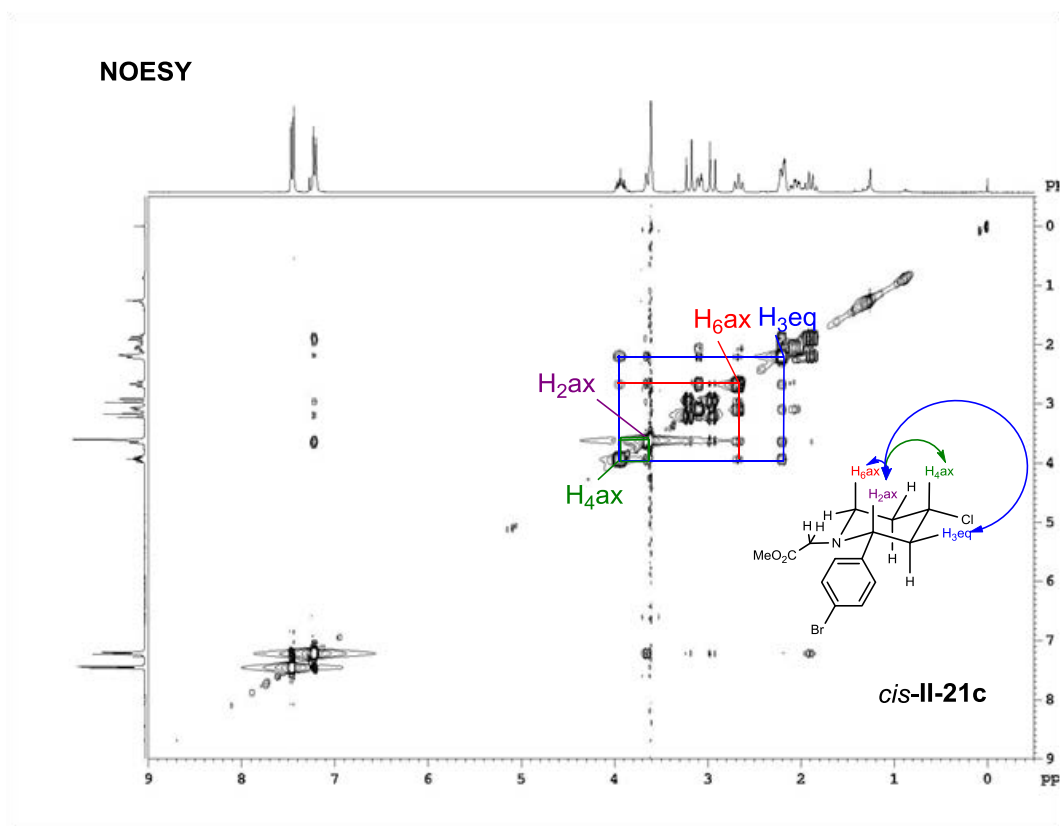 NOESY
p
0
1
H6ax H3eq
2
H2ax
3
4
H4ax
H6ax H4ax
H2ax H
5
H H H Cl
N H3eq
MeO2C H
6
H
Br
7
cis-II-21c
8
9
9 8 7 6 5 4 3 2 1 0 pp